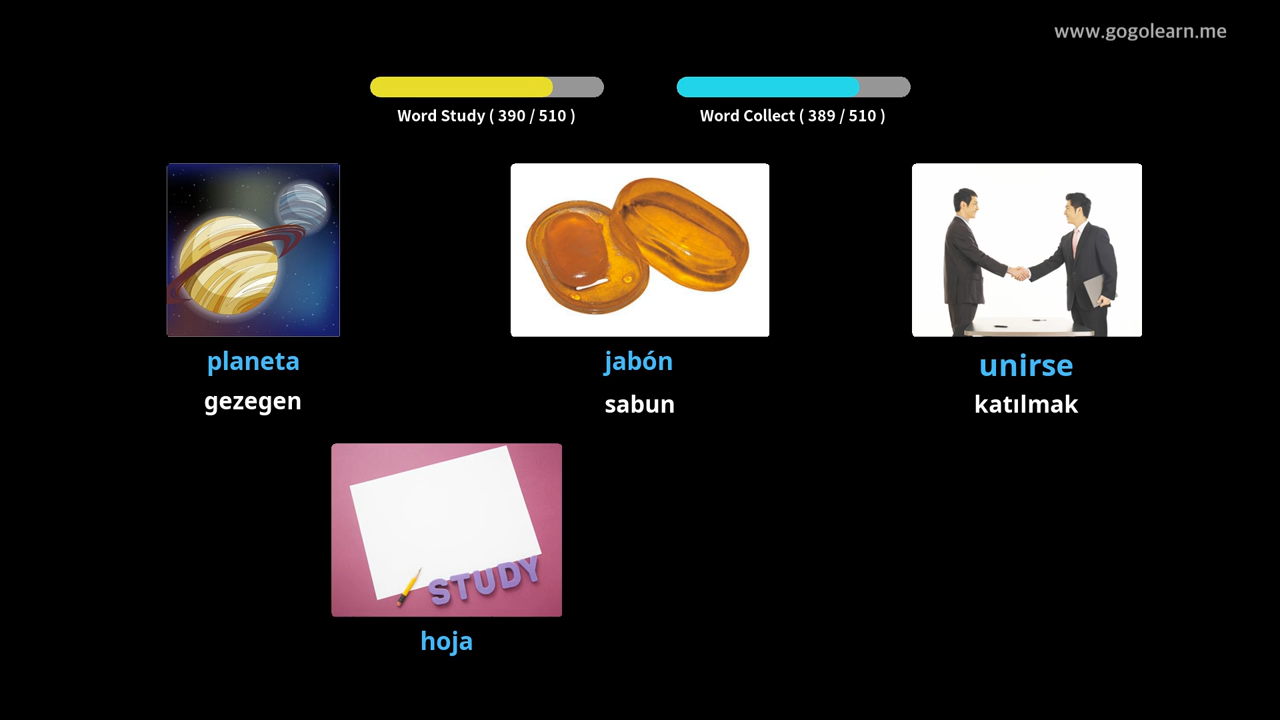 www.gogolearn.me
Word Study ( 390 / 510 )
Word Collect ( 389 / 510 )
planeta
gezegen
jabón
sabun
unirse
katılmak
STUDY
hoja